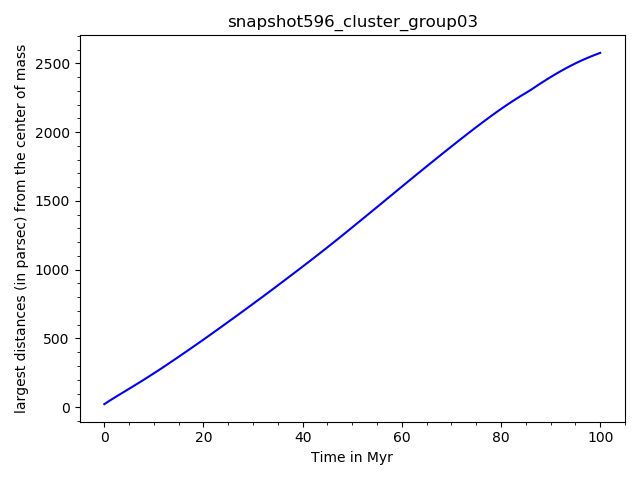 snapshot596_cluster_group03
largest distances (in parsec) from the center of mass
2500
2000
1500
1000
500
0
0 20 40 60 80 100
Time in Myr